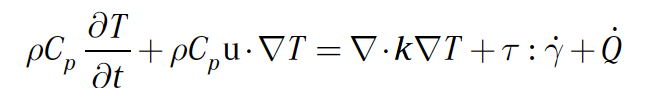 ρC_p ∂T/∂t + ρC_p u·∇T = ∇·k∇T + τ : γ̇ + Q̇